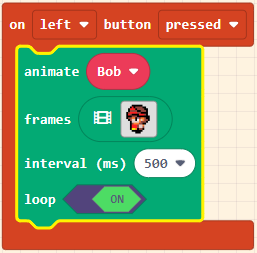 on left button pressed
animate Bob
frames
interval (ms) 500
loop ON